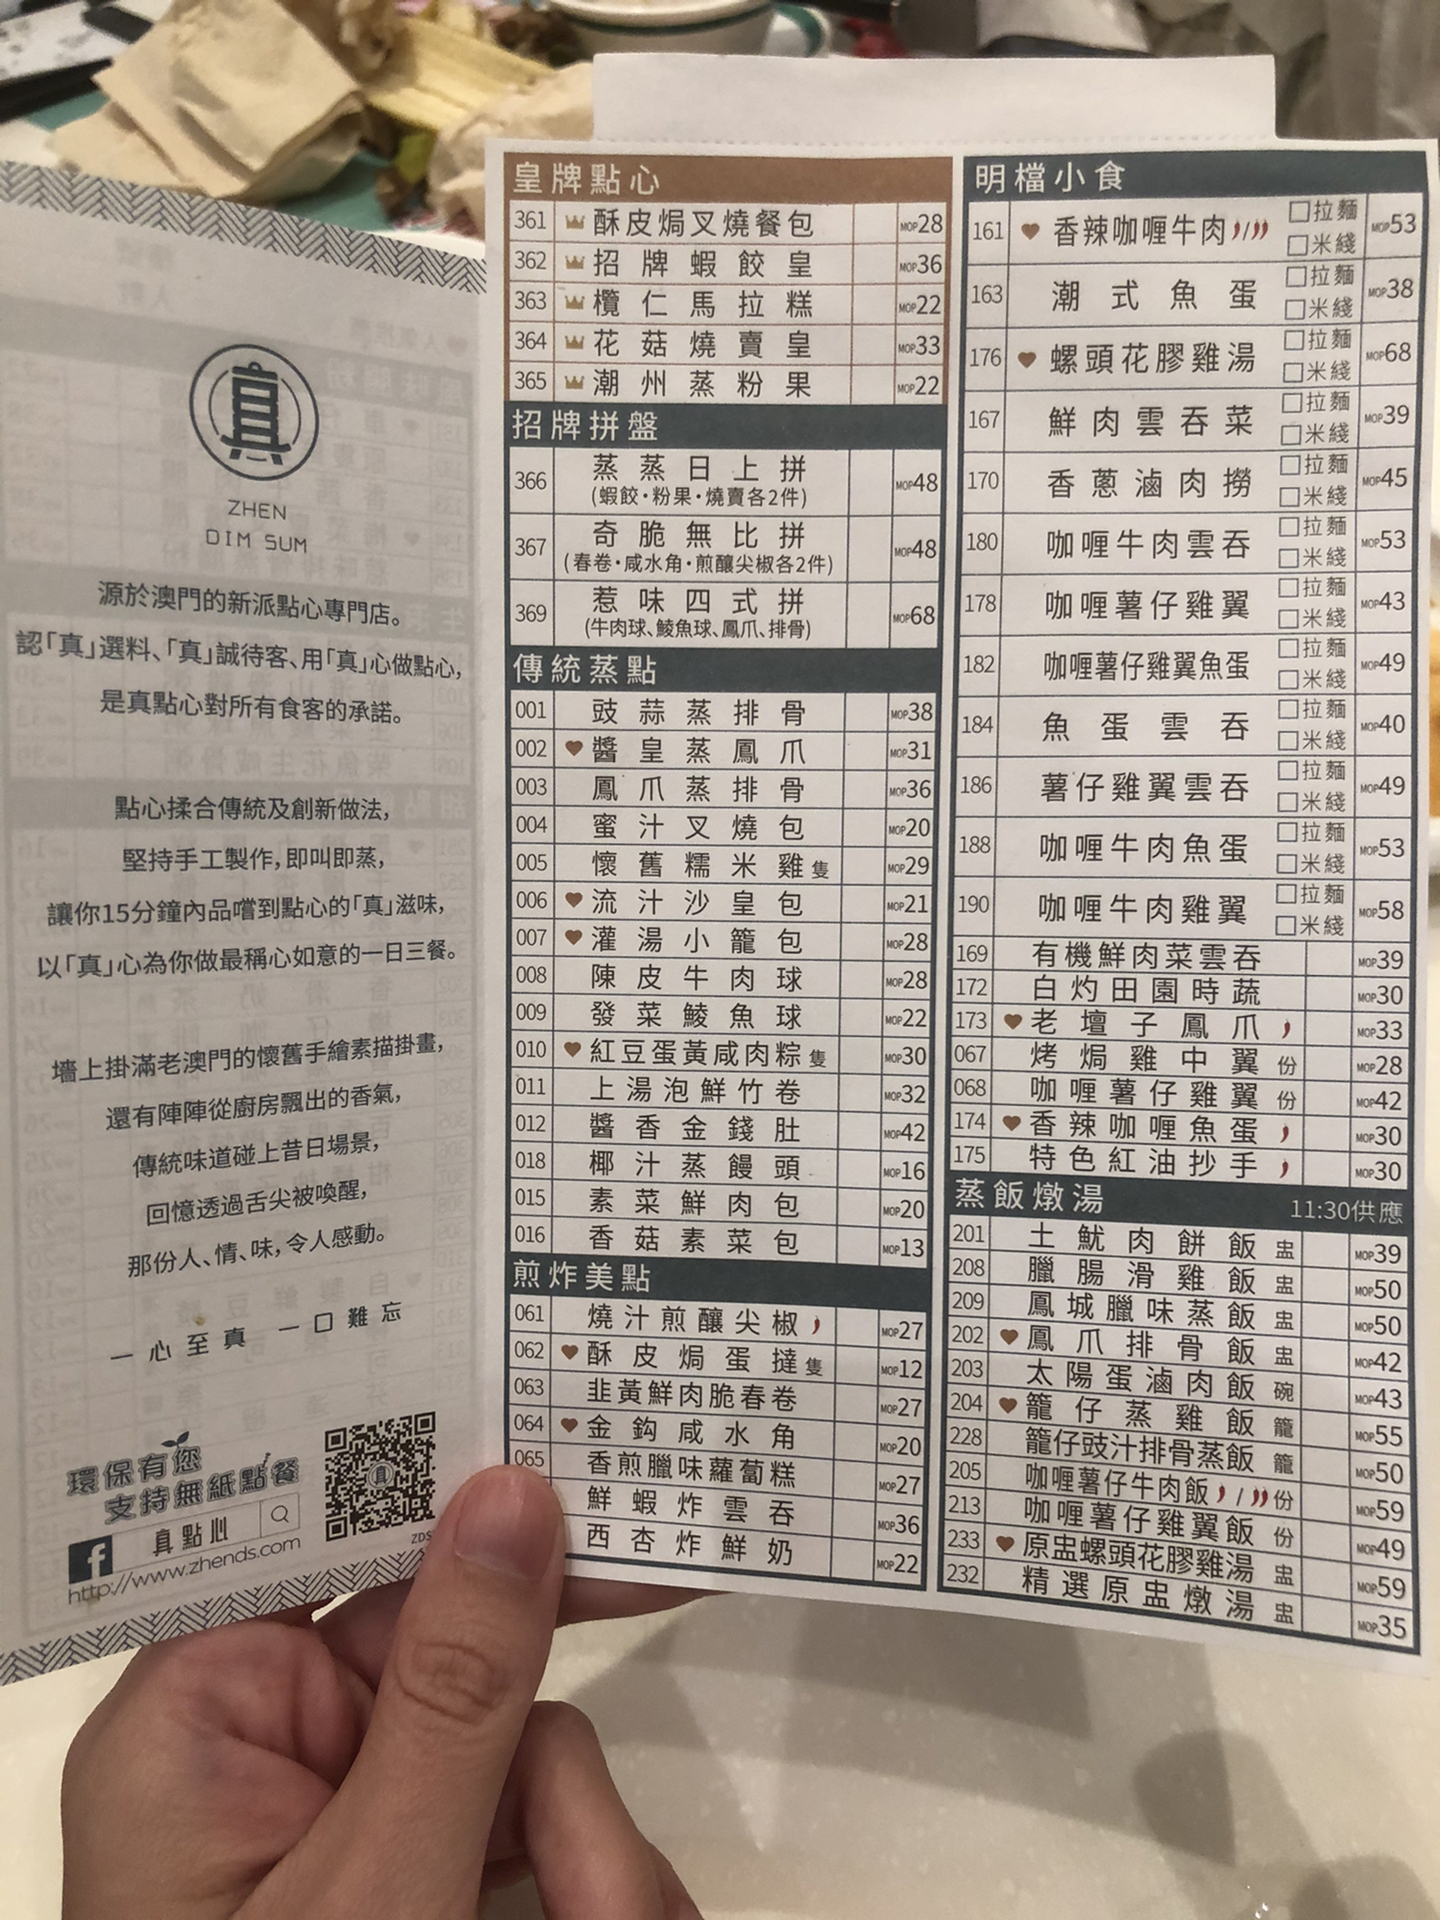 真
ZHEN
DIM SUM
源於澳門的新派點心專門店。
認「真」選料、「真」誠待客、用「真」心做點心,
是真點心對所有食客的承諾。
點心揉合傳統及創新做法,
堅持手工製作,即叫即蒸,
讓你15分鐘內品嚐到點心的「真」滋味,
以「真」心為你做最稱心如意的一日三餐。
墻上掛滿老澳門的懷舊手繪素描掛畫,
還有陣陣從廚房飄出的香氣,
傳統味道碰上昔日場景,
回憶透過舌尖被喚醒,
那份人、情、味,令人感動。
一心至真 一口難忘
環保有您
支持無紙點餐
f 真點心
http://www.zhends.com
ZDS
皇牌點心
361 酥皮焗叉燒餐包 MOP28
362 招牌蝦餃皇 MOP36
363 欖仁馬拉糕 MOP22
364 花菇燒賣皇 MOP33
365 潮州蒸粉果 MOP22
招牌拼盤
366 蒸蒸日上拼 MOP48
(蝦餃·粉果·燒賣各2件)
367 奇脆無比拼 MOP48
(春卷·咸水角·煎釀尖椒各2件)
369 惹味四式拼 MOP68
(牛肉球、鯪魚球、鳳爪、排骨)
傳統蒸點
001 豉蒜蒸排骨 MOP38
002 醬皇蒸鳳爪 MOP31
003 鳳爪蒸排骨 MOP36
004 蜜汁叉燒包 MOP20
005 懷舊糯米雞隻 MOP29
006 流汁沙皇包 MOP21
007 灌湯小籠包 MOP28
008 陳皮牛肉球 MOP28
009 發菜鯪魚球 MOP22
010 紅豆蛋黃咸肉粽隻 MOP30
011 上湯泡鮮竹卷 MOP32
012 醬香金錢肚 MOP42
018 椰汁蒸饅頭 MOP16
015 素菜鮮肉包 MOP20
016 香菇素菜包 MOP13
煎炸美點
061 燒汁煎釀尖椒 MOP27
062 酥皮焗蛋撻隻 MOP12
063 韭黃鮮肉脆春卷 MOP27
064 金鈎咸水角 MOP20
065 香煎臘味蘿蔔糕 MOP27
鮮蝦炸雲吞 MOP36
西杏炸鮮奶 MOP22
明檔小食
161 香辣咖喱牛肉 / □拉麵 □米綫 MOP53
163 潮式魚蛋 □拉麵 □米綫 MOP38
176 螺頭花膠雞湯 □拉麵 □米綫 MOP68
167 鮮肉雲吞菜 □拉麵 □米綫 MOP39
170 香蔥滷肉撈 □拉麵 □米綫 MOP45
180 咖喱牛肉雲吞 □拉麵 □米綫 MOP53
178 咖喱薯仔雞翼 □拉麵 □米綫 MOP43
182 咖喱薯仔雞翼魚蛋 □拉麵 □米綫 MOP49
184 魚蛋雲吞 □拉麵 □米綫 MOP40
186 薯仔雞翼雲吞 □拉麵 □米綫 MOP49
188 咖喱牛肉魚蛋 □拉麵 □米綫 MOP53
190 咖喱牛肉雞翼 □拉麵 □米綫 MOP58
169 有機鮮肉菜雲吞 MOP39
172 白灼田園時蔬 MOP30
173 老壇子鳳爪 MOP33
067 烤焗雞中翼 份 MOP28
068 咖喱薯仔雞翼 份 MOP42
174 香辣咖喱魚蛋 MOP30
175 特色紅油抄手 MOP30
蒸飯燉湯 11:30供應
201 土魷肉餅飯 盅 MOP39
208 臘腸滑雞飯 盅 MOP50
209 鳳城臘味蒸飯 盅 MOP50
202 鳳爪排骨飯 盅 MOP42
203 太陽蛋滷肉飯 碗 MOP43
204 籠仔蒸雞飯 籠 MOP55
228 籠仔豉汁排骨蒸飯 籠 MOP50
205 咖喱薯仔牛肉飯 / 份 MOP59
213 咖喱薯仔雞翼飯 份 MOP49
233 原盅螺頭花膠雞湯 盅 MOP59
232 精選原盅燉湯 盅 MOP35